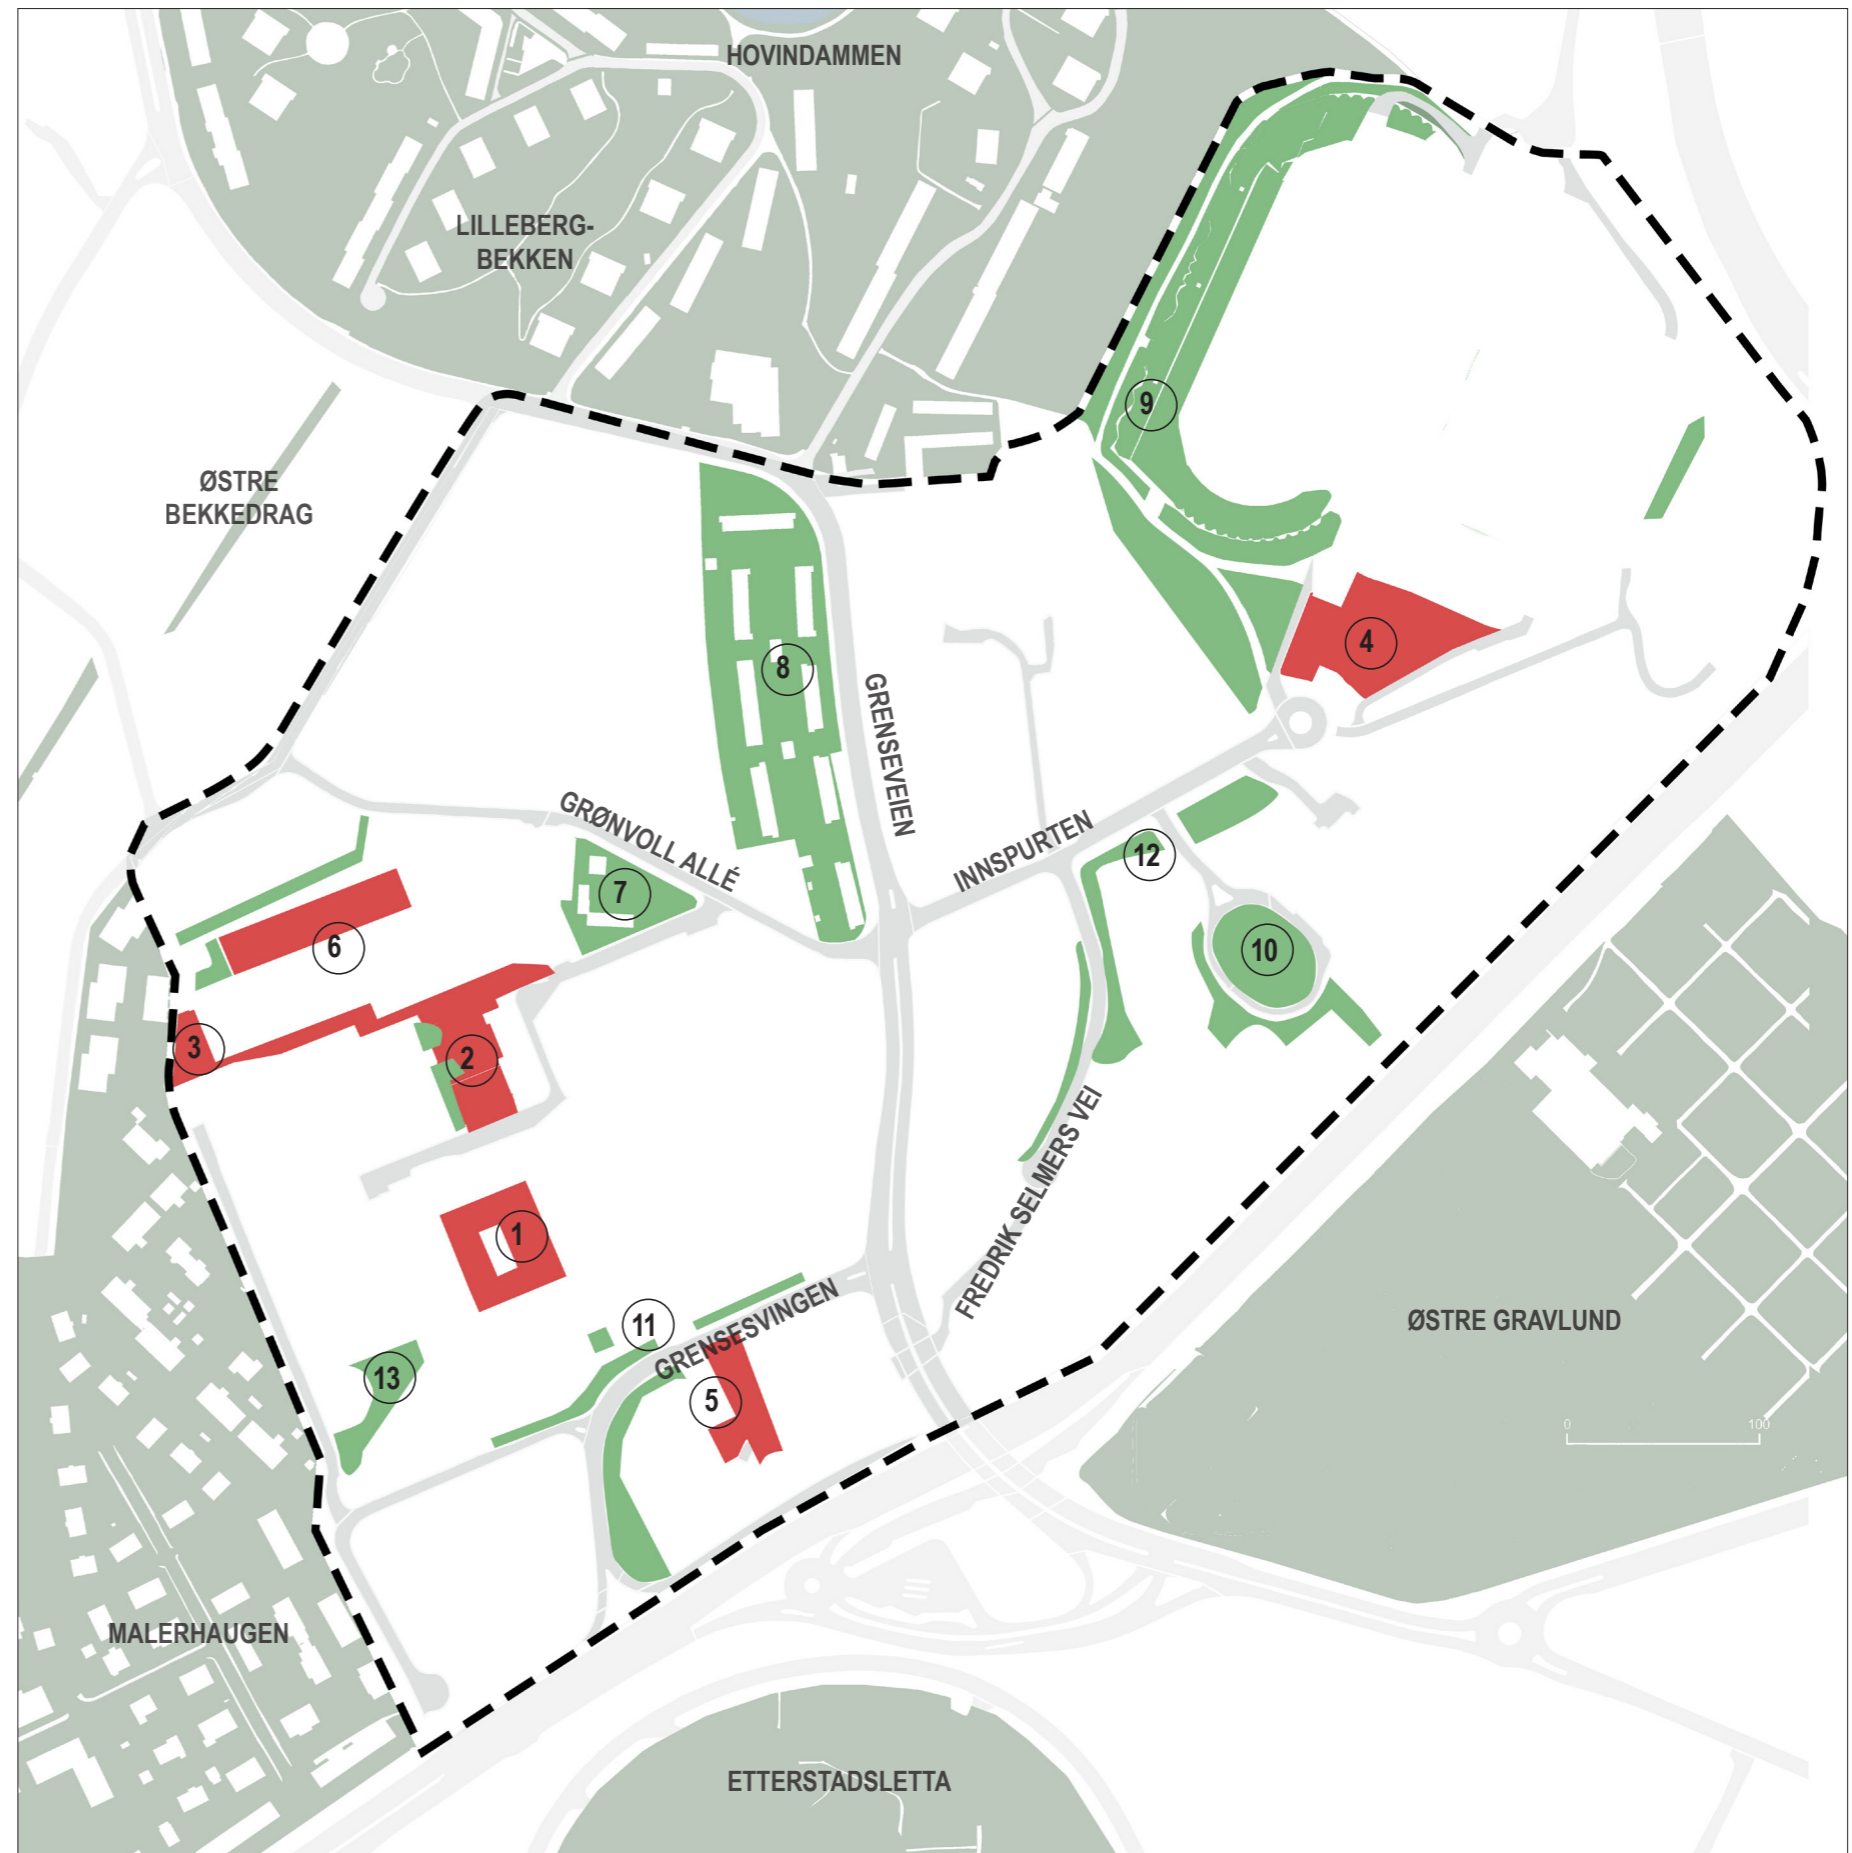 HOVINDAMMEN
LILLEBERG-
BEKKEN
9
ØSTRE
BEKKEDRAG
4
8
GRENSEVEIEN
GRØNVOLL ALLÉ
INNSPURTEN
12
7
6
10
3
2
FREDRIK SELMERS VEI
1
11
GRENSESVINGEN
ØSTRE GRAVLUND
13
5
0 100
MALERHAUGEN
ETTERSTADSLETTA